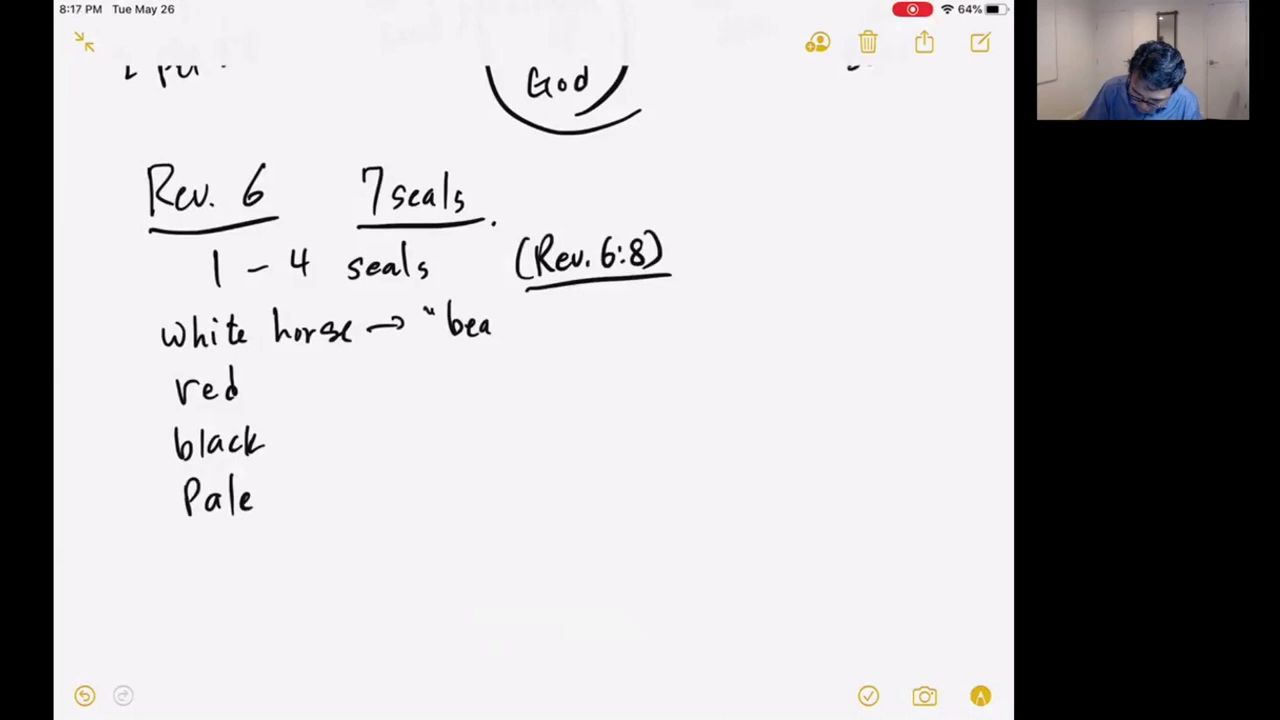 8:17 PM Tue May 26
64%
God
Rev. 6 7 seals.
1 - 4 seals (Rev. 6:8)
white horse → "bea
red
black
Pale